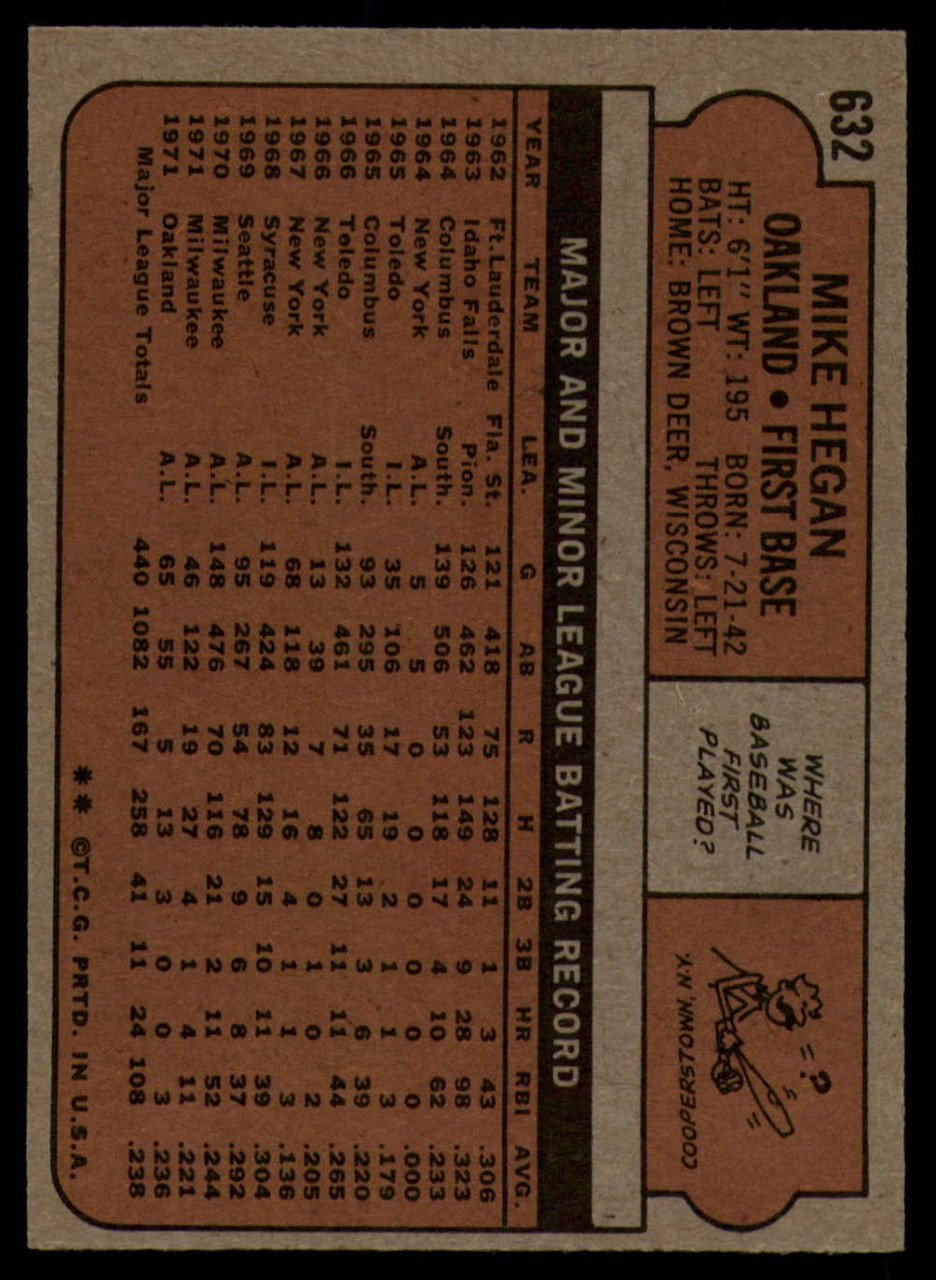 632
MIKE HEGAN
OAKLAND • FIRST BASE
HT: 6'1" WT: 195 BORN: 7-21-42
BATS: LEFT THROWS: LEFT
HOME: BROWN DEER, WISCONSIN
WHERE
WAS
BASEBALL
FIRST
PLAYED?
= ?
COOPERSTOWN, N.Y.
MAJOR AND MINOR LEAGUE BATTING RECORD
YEAR TEAM LEA. G AB R H 2B 3B HR RBI AVG.
1962 Ft. Lauderdale Fla. St. 121 418 75 128 11 1 3 43 .306
1963 Idaho Falls Pion. 126 462 123 149 24 9 28 98 .323
1964 Columbus South. 139 506 53 118 17 4 10 62 .233
1964 New York A.L. 5 5 0 0 0 0 0 0 .000
1965 Toledo I.L. 35 106 17 19 2 1 1 3 .179
1965 Columbus South. 93 295 35 65 13 3 6 39 .220
1966 Toledo I.L. 132 461 71 122 27 11 11 44 .265
1966 New York A.L. 13 39 7 8 0 1 0 2 .205
1967 New York A.L. 68 118 12 16 4 1 1 3 .136
1968 Syracuse I.L. 119 424 83 129 15 10 11 39 .304
1969 Seattle A.L. 95 267 54 78 9 6 8 37 .292
1970 Milwaukee A.L. 148 476 70 116 21 2 11 52 .244
1971 Milwaukee A.L. 46 122 19 27 4 1 4 11 .221
1971 Oakland A.L. 65 55 5 13 3 0 0 3 .236
Major League Totals 440 1082 167 258 41 11 24 108 .238
** ©T.C.G. PRTD. IN U.S.A.